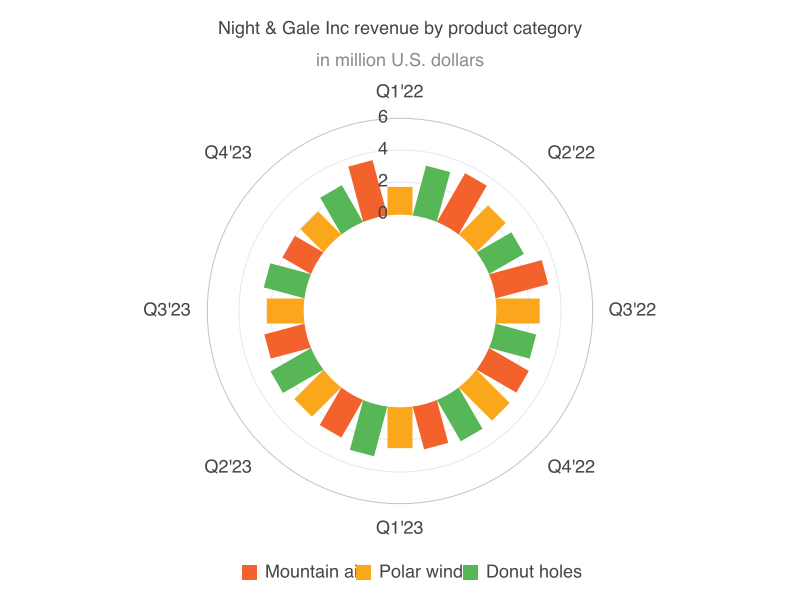 Night & Gale Inc revenue by product category
in million U.S. dollars
Q1'22
6
Q4'23
4
Q2'22
2
0
Q3'23
Q3'22
Q2'23
Q4'22
Q1'23
Mountain ai Polar wind Donut holes